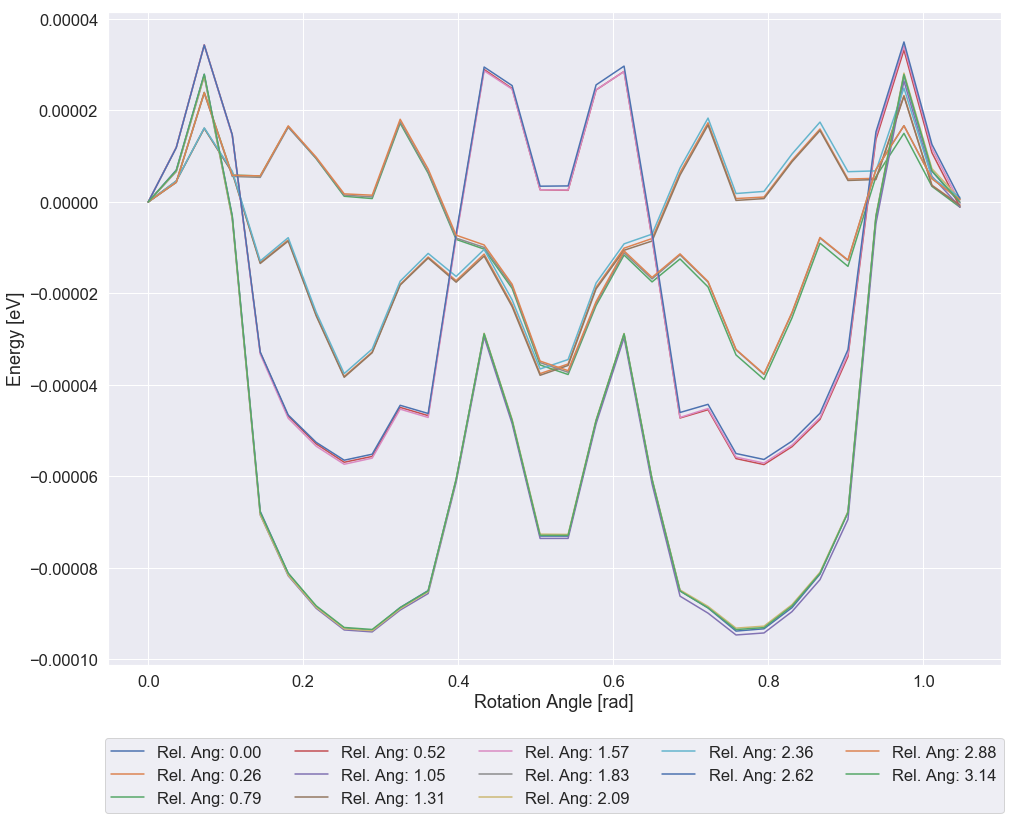 0.00004
0.00002
0.00000
−0.00002
−0.00004
−0.00006
−0.00008
−0.00010
Energy [eV]
0.0 0.2 0.4 0.6 0.8 1.0
Rotation Angle [rad]
Rel. Ang: 0.00 Rel. Ang: 0.52 Rel. Ang: 1.57 Rel. Ang: 2.36 Rel. Ang: 2.88
Rel. Ang: 0.26 Rel. Ang: 1.05 Rel. Ang: 1.83 Rel. Ang: 2.62 Rel. Ang: 3.14
Rel. Ang: 0.79 Rel. Ang: 1.31 Rel. Ang: 2.09